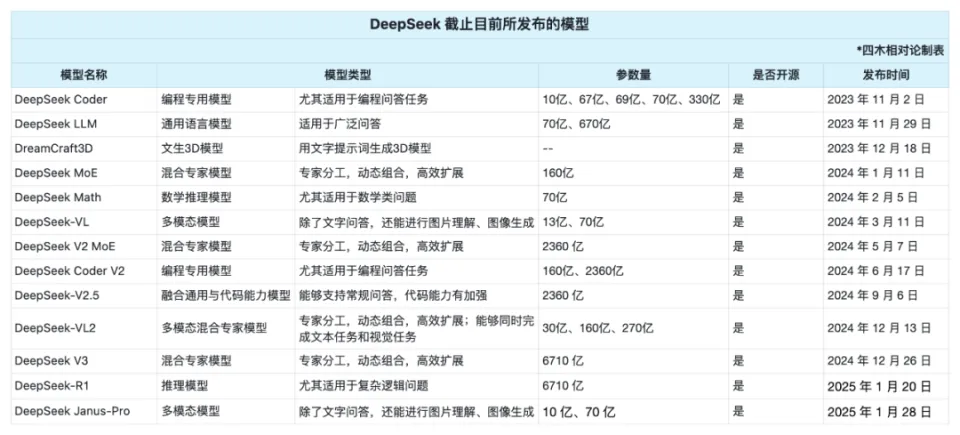 DeepSeek 截止目前所发布的模型
*四木相对论制表
模型名称 模型类型 参数量 是否开源 发布时间
DeepSeek Coder 编程专用模型 尤其适用于编程问答任务 10亿、67亿、69亿、70亿、330亿 是 2023 年 11 月 2 日
DeepSeek LLM 通用语言模型 适用于广泛问答 70亿、670亿 是 2023 年 11 月 29 日
DreamCraft3D 文生3D模型 用文字提示词生成3D模型 -- 是 2023 年 12 月 18 日
DeepSeek MoE 混合专家模型 专家分工，动态组合，高效扩展 160亿 是 2024 年 1 月 11 日
DeepSeek Math 数学推理模型 尤其适用于数学类问题 70亿 是 2024 年 2 月 5 日
DeepSeek-VL 多模态模型 除了文字问答，还能进行图片理解、图像生成 13亿、70亿 是 2024 年 3 月 11 日
DeepSeek V2 MoE 混合专家模型 专家分工，动态组合，高效扩展 2360 亿 是 2024 年 5 月 7 日
DeepSeek Coder V2 编程专用模型 尤其适用于编程问答任务 160亿、2360亿 是 2024 年 6 月 17 日
DeepSeek-V2.5 融合通用与代码能力模型 能够支持常规问答，代码能力有加强 2360 亿 是 2024 年 9 月 6 日
DeepSeek-VL2 多模态混合专家模型 专家分工，动态组合，高效扩展；能够同时完 30亿、160亿、270亿 是 2024 年 12 月 13 日
成文本任务和视觉任务
DeepSeek V3 混合专家模型 专家分工，动态组合，高效扩展 6710 亿 是 2024 年 12 月 26 日
DeepSeek-R1 推理模型 尤其适用于复杂逻辑问题 6710 亿 是 2025 年 1 月 20 日
DeepSeek Janus-Pro 多模态模型 除了文字问答，还能进行图片理解、图像生成 10 亿、70 亿 是 2025 年 1 月 28 日